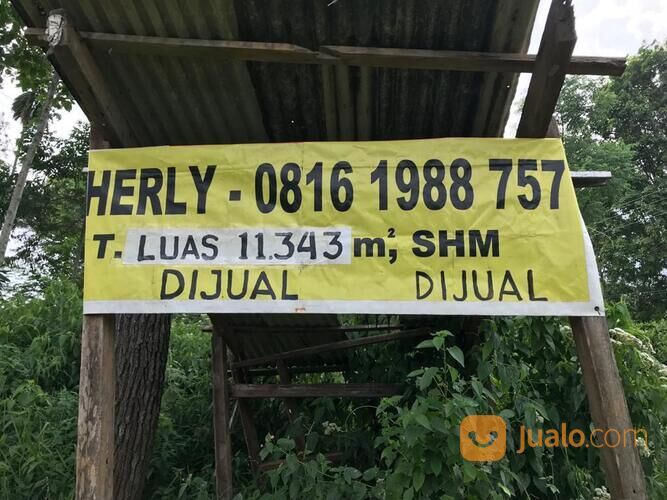 HERLY - 0816 1988 757
T. LUAS 11.343 m², SHM
DIJUAL DIJUAL
jualo.com